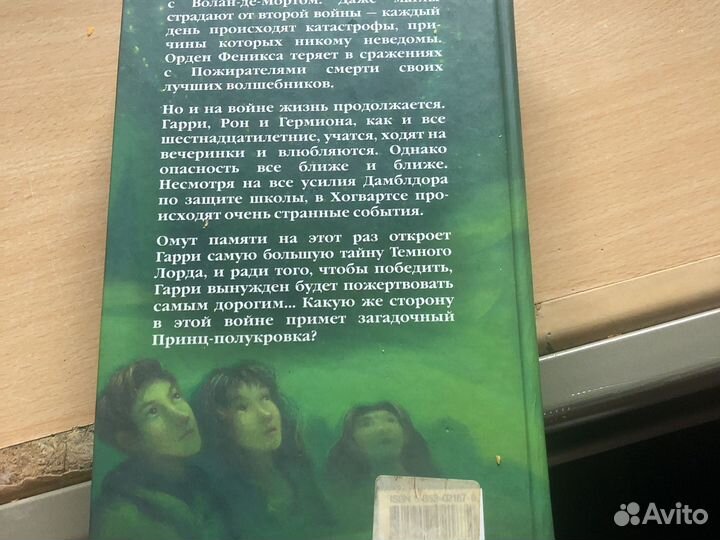 с Волан-де-Мортом. Даже маглы
страдают от второй войны — каждый
день происходят катастрофы, при-
чины которых никому неведомы.
Орден Феникса теряет в сражениях
с Пожирателями смерти своих
лучших волшебников.
Но и на войне жизнь продолжается.
Гарри, Рон и Гермиона, как и все
шестнадцатилетние, учатся, ходят на
вечеринки и влюбляются. Однако
опасность все ближе и ближе.
Несмотря на все усилия Дамблдора
по защите школы, в Хогвартсе про-
исходят очень странные события.
Омут памяти на этот раз откроет
Гарри самую большую тайну Темного
Лорда, и ради того, чтобы победить,
Гарри вынужден будет пожертвовать
самым дорогим... Какую же сторону
в этой войне примет загадочный
Принц-полукровка?
ISBN
Avito